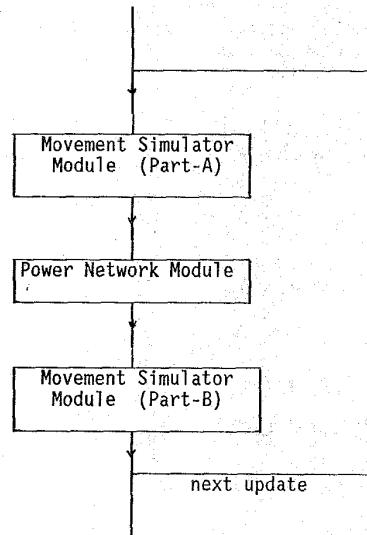 Movement Simulator
Module (Part-A)
Power Network Module
Movement Simulator
Module (Part-B)
next update